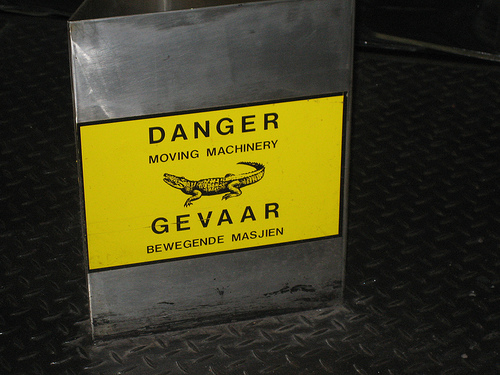 DANGER
MOVING MACHINERY
GEVAAR
BEWEGENDE MASJIEN